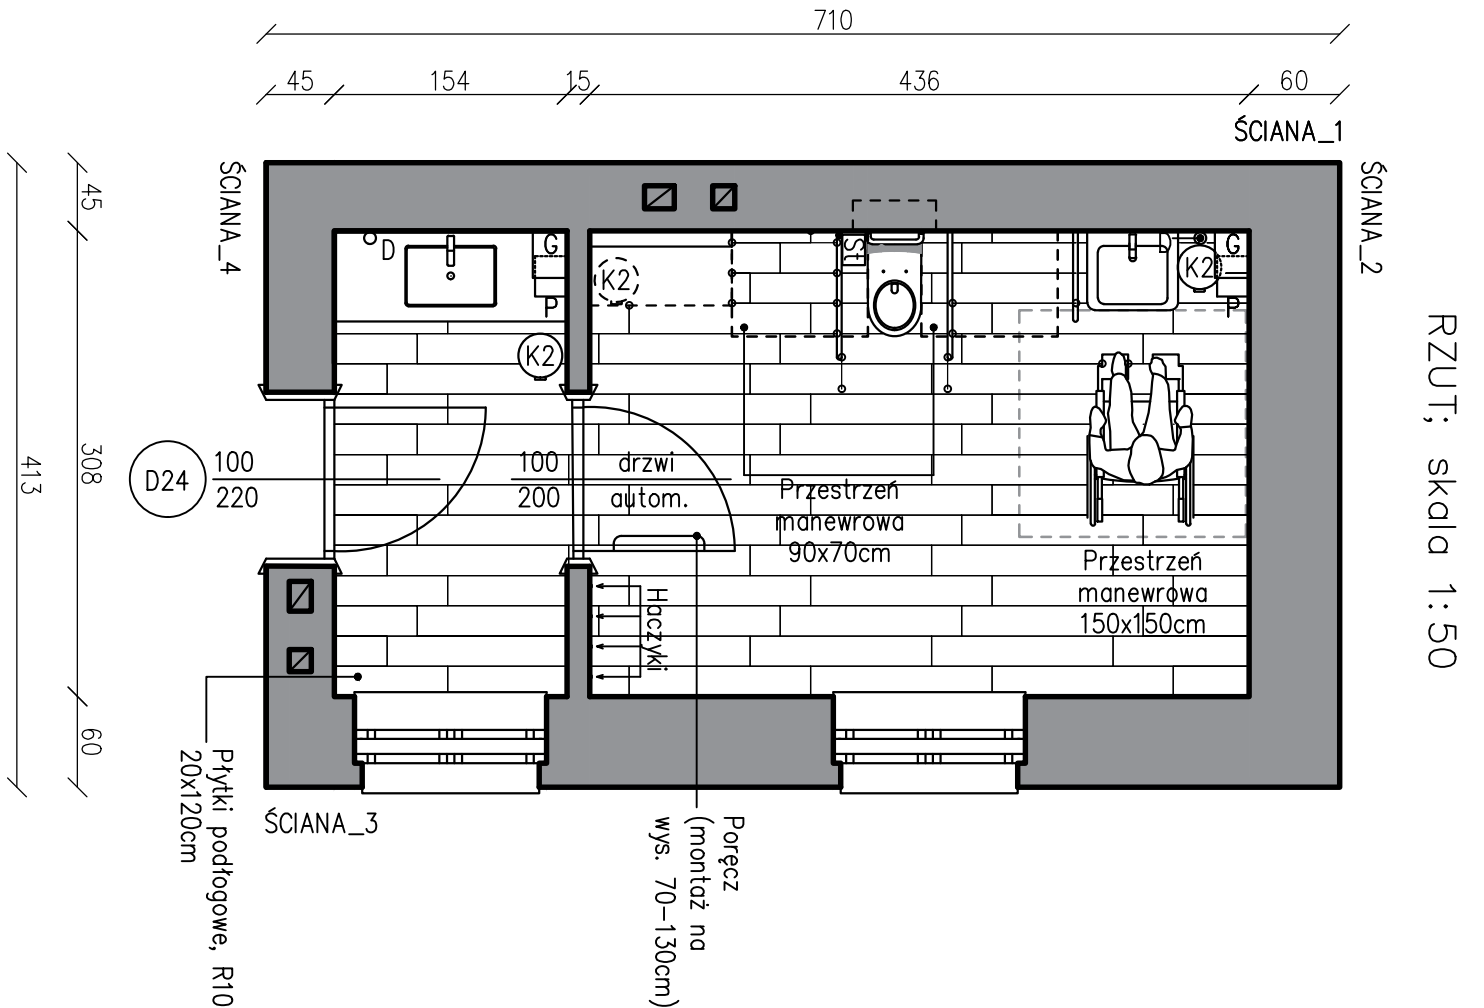 710
45 154 15 436 60
ŚCIANA_1
ŚCIANA_4
ŚCIANA_2
45
308
60
413
D
G
P
K2
K2
K2
G
P
D24
100
220
100
200
drzwi
autom.
Przestrzeń
manewrowa
90x70cm
Przestrzeń
manewrowa
150x150cm
Haczyki
ŚCIANA_3
Płytki podłogowe, R10
20x120cm
Poręcz
(montaż na
wys. 70-130cm)
RZUT; skala 1:50